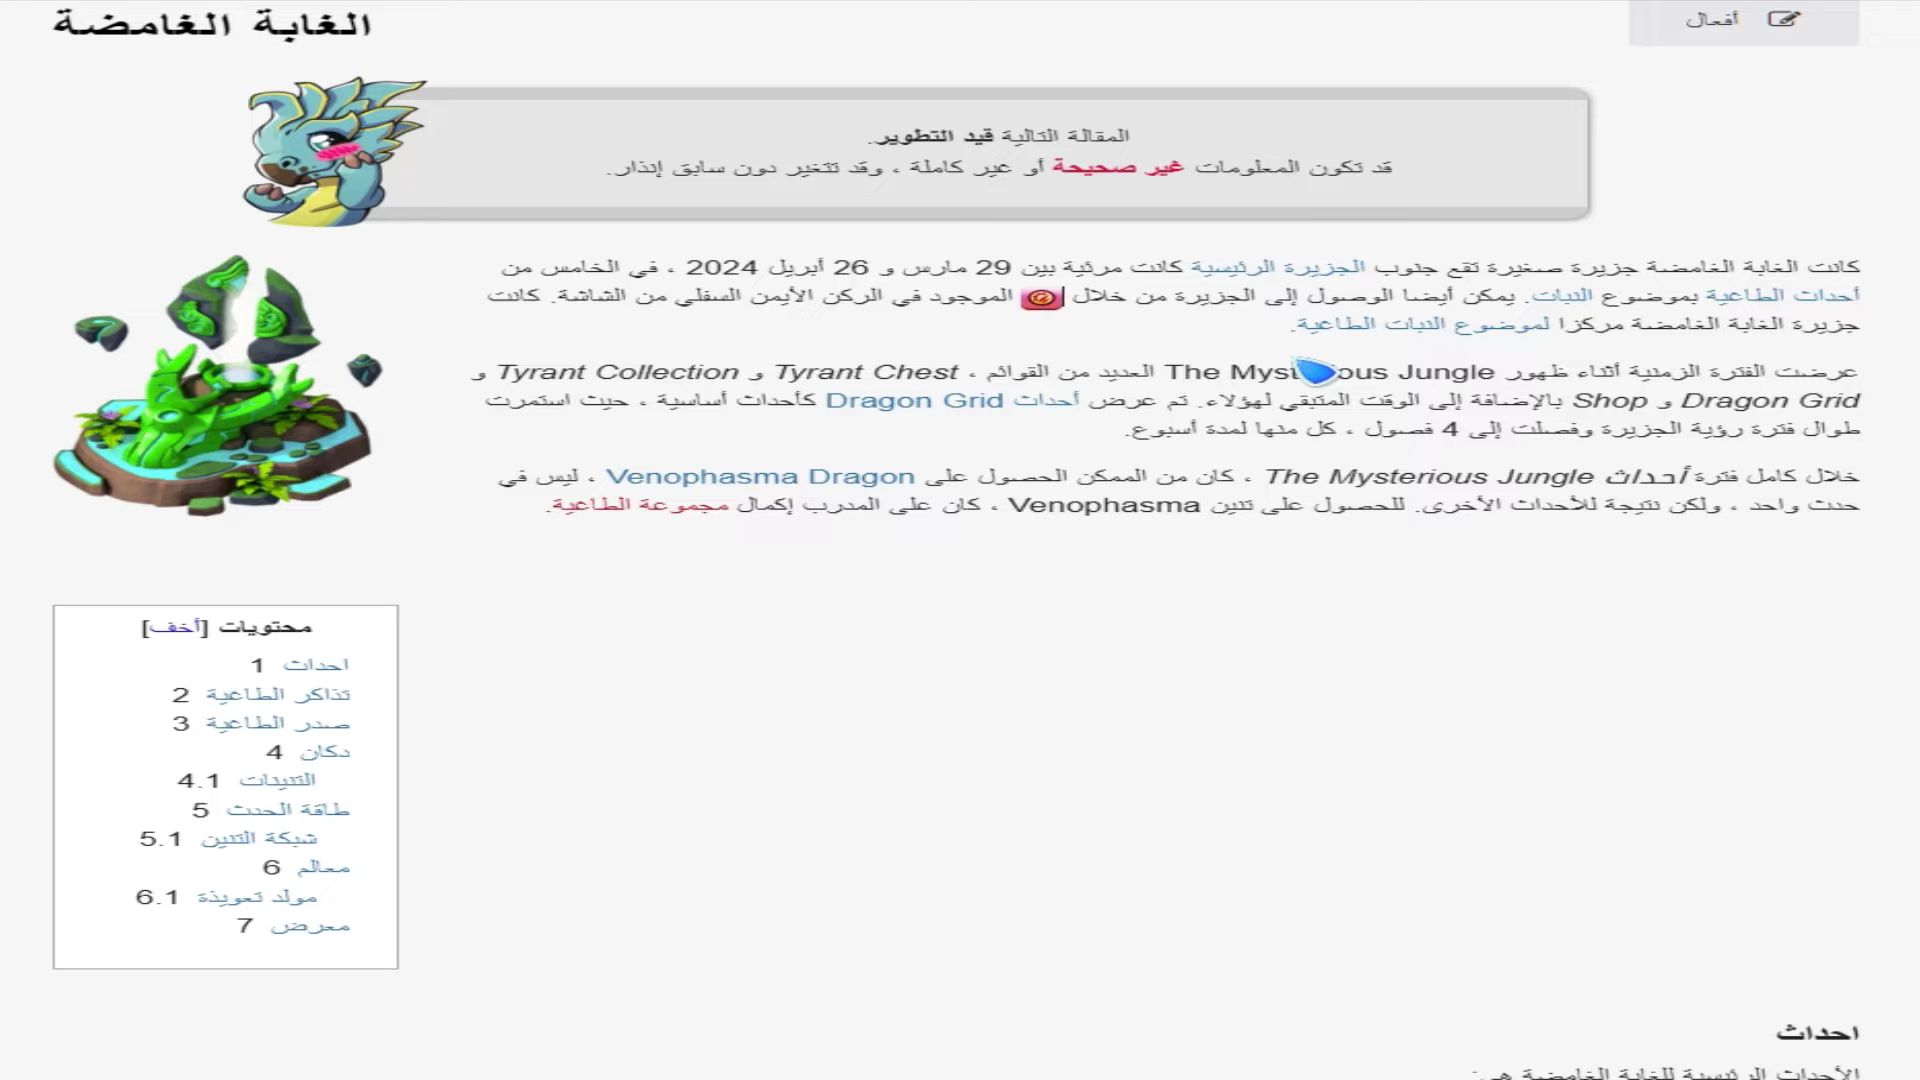 أفعال
الغابة الغامضة
المقالة التالية قيد التطوير.
قد تكون المعلومات غير صحيحة أو غير كاملة ، وقد تتغير دون سابق إنذار.
كانت الغابة الغامضة جزيرة صغيرة تقع جنوب الجزيرة الرئيسية كانت مرئية بين 29 مارس و 26 أبريل 2024 ، في الخامس من
أحداث الطاغية بموضوع النبات. يمكن أيضا الوصول إلى الجزيرة من خلال الموجود في الركن الأيمن السفلي من الشاشة. كانت
جزيرة الغابة الغامضة مركزا لموضوع النبات الطاغية.
عرضت الفترة الزمنية أثناء ظهور The Jungle العديد من القوائم ، Tyrant Chest و Tyrant Collection و
Dragon Grid و Shop بالإضافة إلى الوقت المتبقي لهؤلاء. تم عرض أحداث Dragon Grid كأحداث أساسية ، حيث استمرت
طوال فترة رؤية الجزيرة وفصلت إلى 4 فصول ، كل منها لمدة أسبوع.
خلال كامل فترة أحداث The Mysterious Jungle ، كان من الممكن الحصول على Venophasma Dragon ، ليس في
حدث واحد ، ولكن نتيجة للأحداث الأخرى. للحصول على تنين Venophasma ، كان على المدرب إكمال مجموعة الطاغية.
محتويات [أخف]
احداث 1
تذاكر الطاغية 2
صدر الطاغية 3
دكان 4
التنينات 4.1
طاقة الحدث 5
شبكة التنين 5.1
معالم 6
مولد تعويذة 6.1
معرض 7
احداث
الأحداث الرئيسية للغابة الغامضة هي: